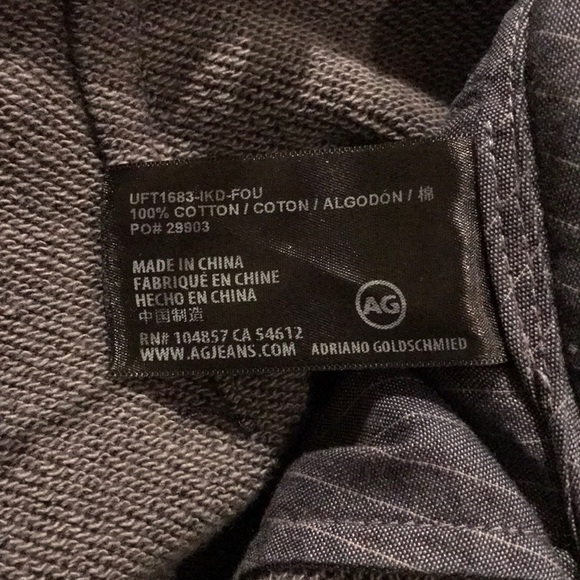 UFT1683-IKD-FOU
100% COTTON / COTON / ALGODÓN / 棉
PO# 29903
MADE IN CHINA
FABRIQUÉ EN CHINE
HECHO EN CHINA
中国制造
RN# 104857 CA 54612
WWW.AGJEANS.COM
AG
ADRIANO GOLDSCHMIED